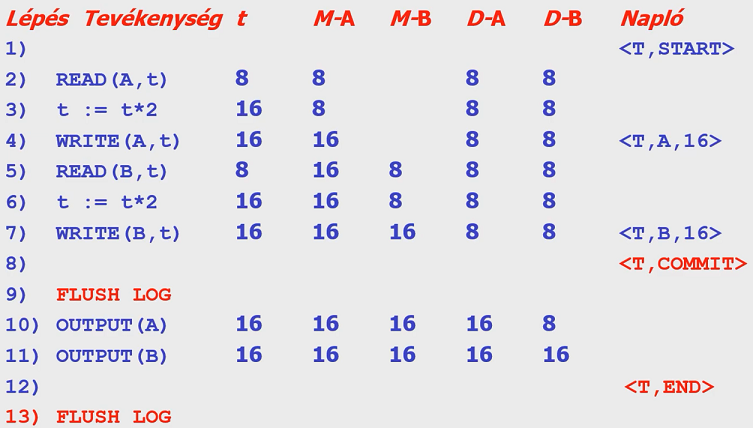 Lépés Tevékenység t M-A M-B D-A D-B Napló
1) <T,START>
2) READ(A,t) 8 8 8 8
3) t := t*2 16 8 8 8
4) WRITE(A,t) 16 16 8 8 <T,A,16>
5) READ(B,t) 8 16 8 8 8
6) t := t*2 16 16 8 8 8
7) WRITE(B,t) 16 16 16 8 8 <T,B,16>
8) <T,COMMIT>
9) FLUSH LOG
10) OUTPUT(A) 16 16 16 16 8
11) OUTPUT(B) 16 16 16 16 16
12) <T,END>
13) FLUSH LOG